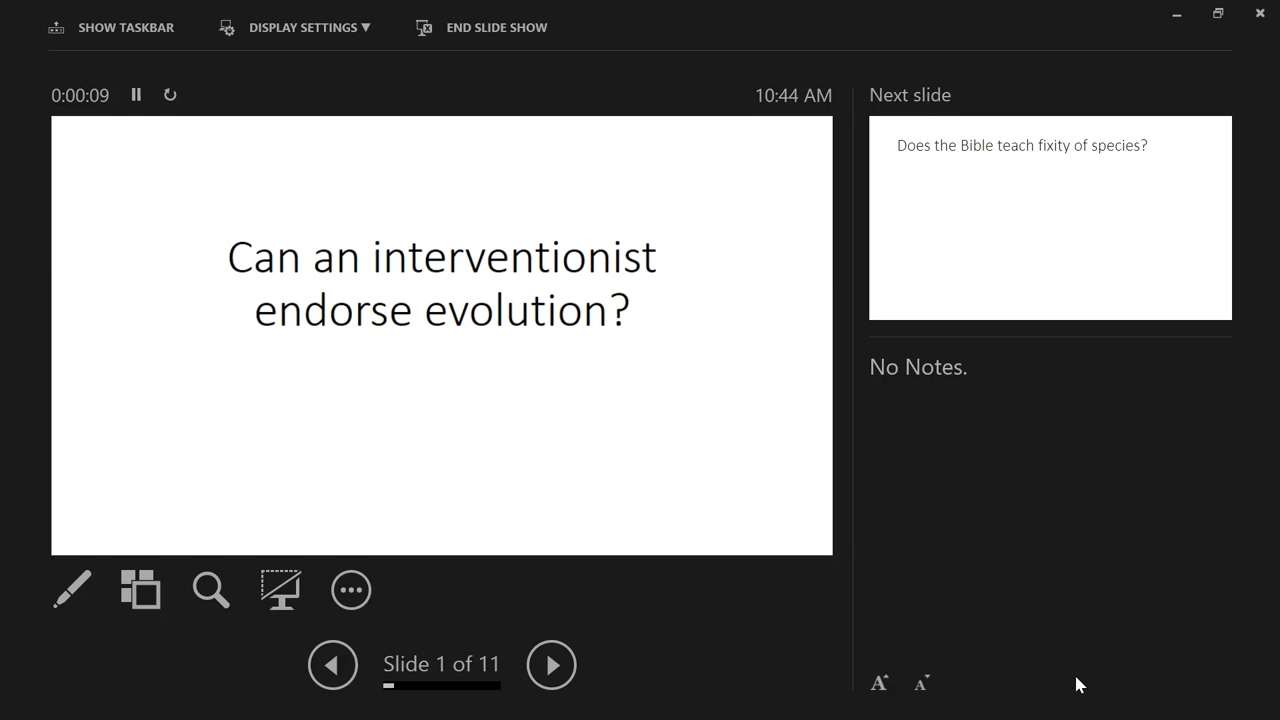 SHOW TASKBAR
DISPLAY SETTINGS ▼
END SLIDE SHOW
0:00:09
10:44 AM
Next slide
Can an interventionist
endorse evolution?
Does the Bible teach fixity of species?
No Notes.
Slide 1 of 11
A
A